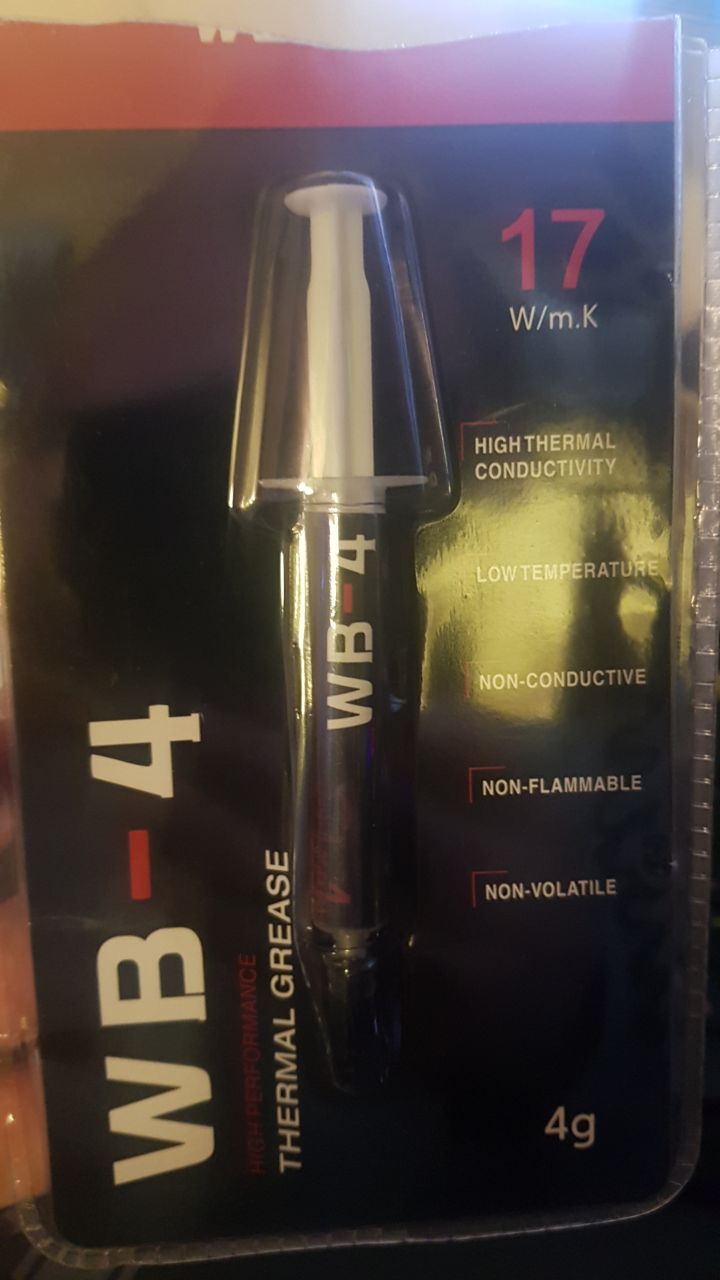 17
W/m.K
HIGH THERMAL
CONDUCTIVITY
LOW TEMPERATURE
NON-CONDUCTIVE
NON-FLAMMABLE
NON-VOLATILE
WB-4
WB-4
HIGH PERFORMANCE
THERMAL GREASE
4g